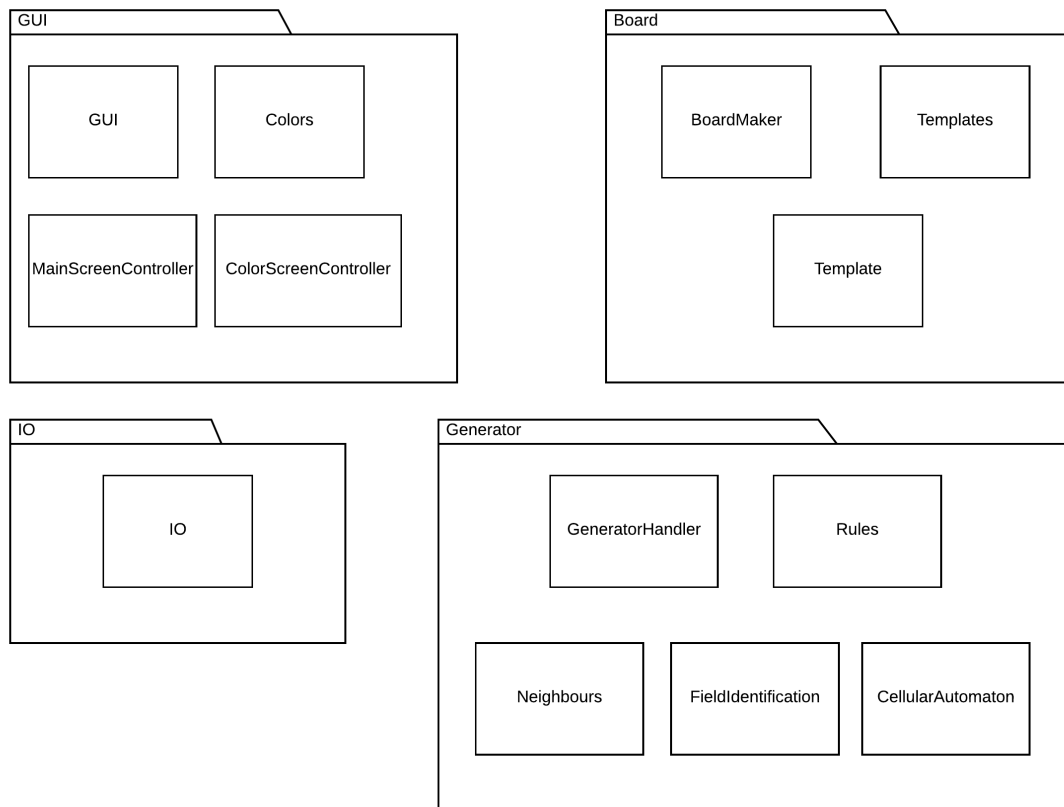 GUI
GUI
Colors
MainScreenController
ColorScreenController
Board
BoardMaker
Templates
Template
IO
IO
Generator
GeneratorHandler
Rules
Neighbours
FieldIdentification
CellularAutomaton